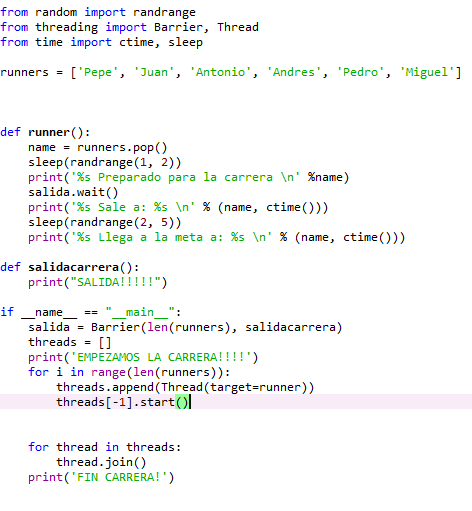 from random import randrange
from threading import Barrier, Thread
from time import ctime, sleep
runners = ['Pepe', 'Juan', 'Antonio', 'Andres', 'Pedro', 'Miguel']
def runner():
    name = runners.pop()
    sleep(randrange(1, 2))
    print('%s Preparado para la carrera \n' %name)
    salida.wait()
    print('%s Sale a: %s \n' % (name, ctime()))
    sleep(randrange(2, 5))
    print('%s Llega a la meta a: %s \n' % (name, ctime()))
def salidacarrera():
    print("SALIDA!!!!!")
if __name__ == "__main__":
    salida = Barrier(len(runners), salidacarrera)
    threads = []
    print('EMPEZAMOS LA CARRERA!!!!')
    for i in range(len(runners)):
        threads.append(Thread(target=runner))
        threads[-1].start()
    for thread in threads:
        thread.join()
    print('FIN CARRERA!')